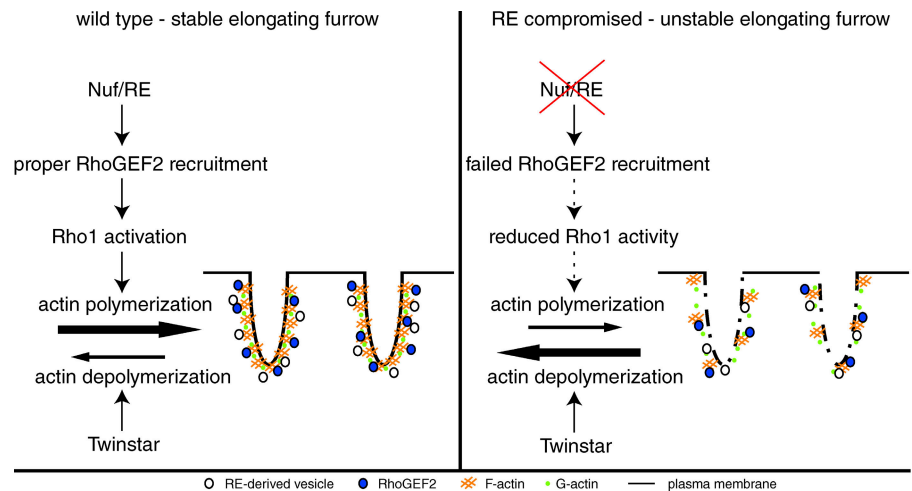 wild type - stable elongating furrow
Nuf/RE
proper RhoGEF2 recruitment
Rho1 activation
actin polymerization
actin depolymerization
Twinstar
RE compromised - unstable elongating furrow
Nuf/RE
failed RhoGEF2 recruitment
reduced Rho1 activity
actin polymerization
actin depolymerization
Twinstar
RE-derived vesicle RhoGEF2 F-actin G-actin plasma membrane